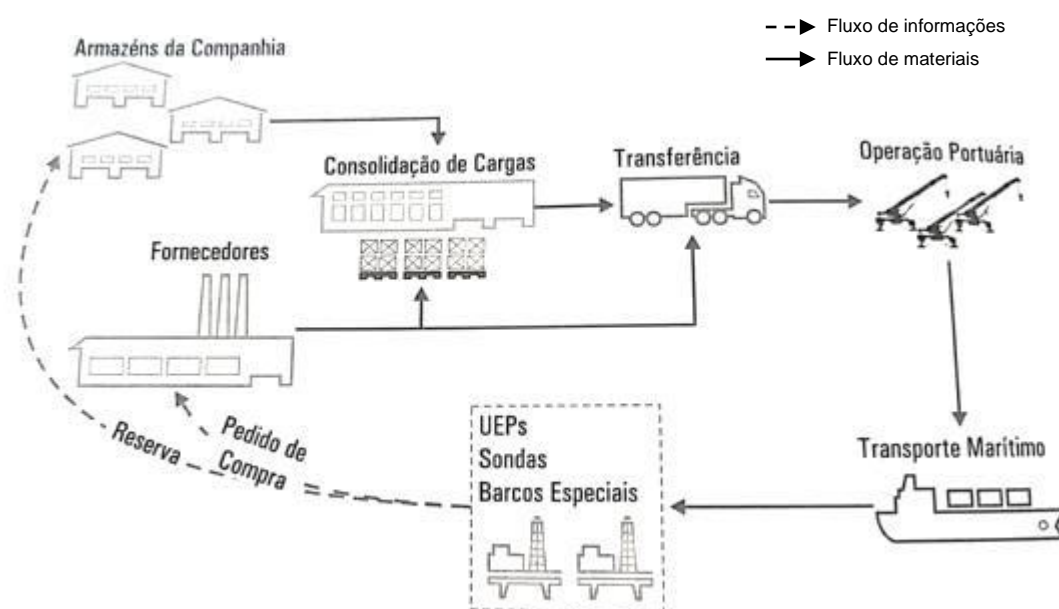 Fluxo de informações
Fluxo de materiais
Armazéns da Companhia
Consolidação de Cargas
Transferência
Operação Portuária
Fornecedores
Reserva
Pedido de
Compra
UEPs
Sondas
Barcos Especiais
Transporte Marítimo